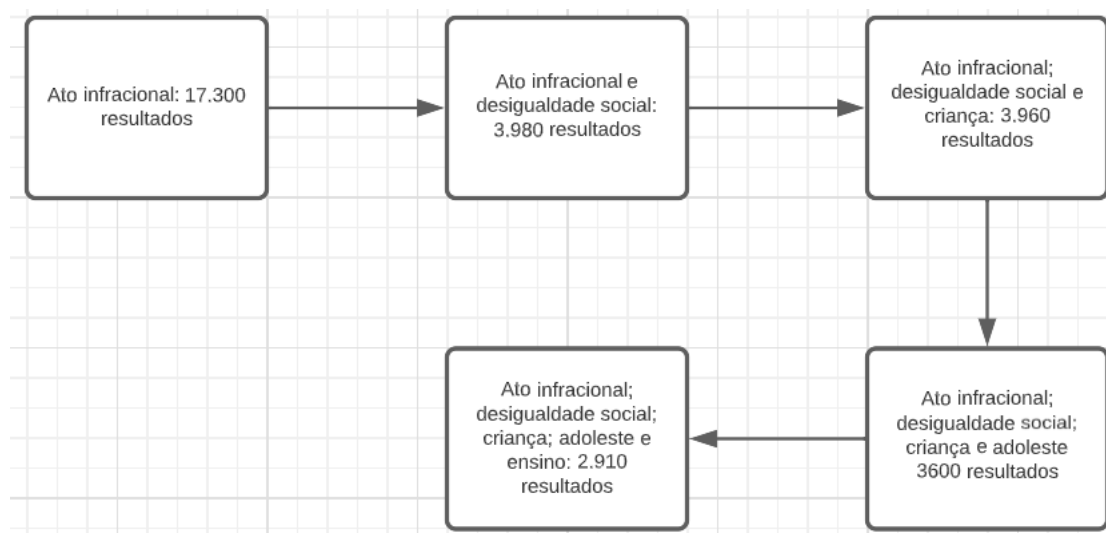 Ato infracional: 17.300
resultados
Ato infracional e
desigualdade social:
3.980 resultados
Ato infracional;
desigualdade social e
criança: 3.960
resultados
Ato infracional;
desigualdade social;
criança e adoleste
3600 resultados
Ato infracional;
desigualdade social;
criança; adoleste e
ensino: 2.910
resultados